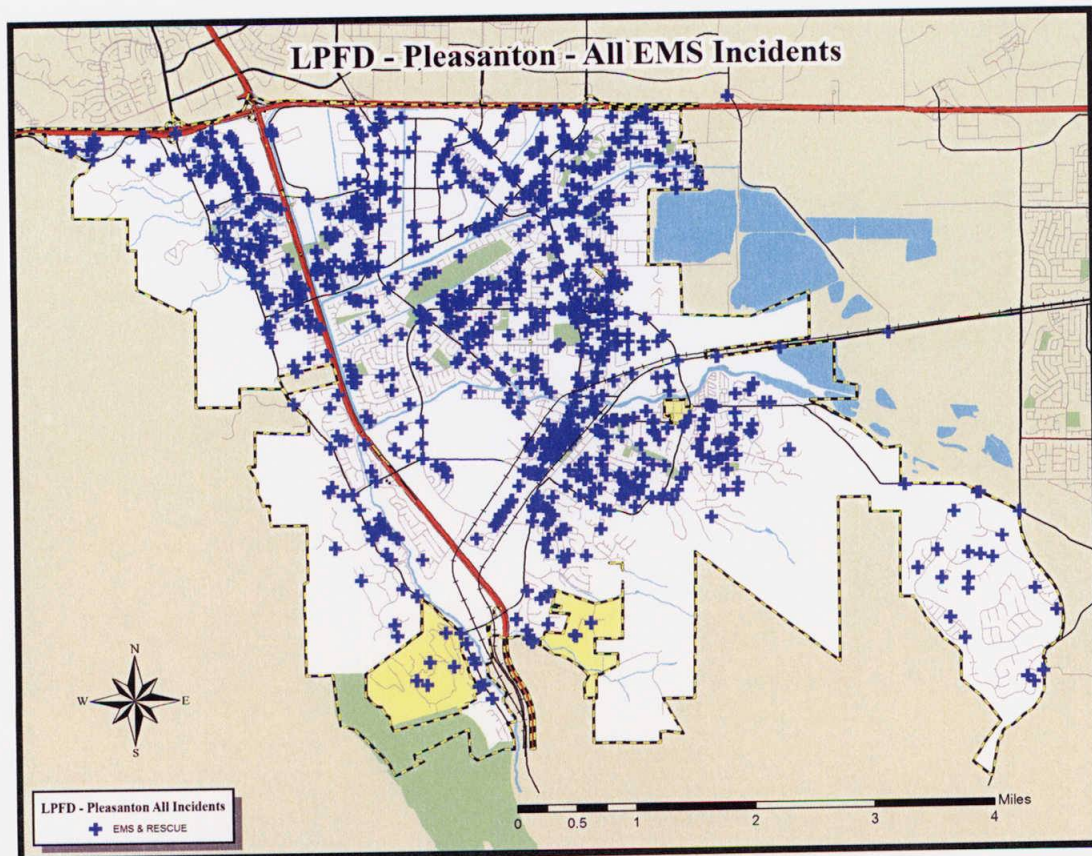 LPFD - Pleasanton - All EMS Incidents
N
W
E
S
LPFD - Pleasanton All Incidents
EMS & RESCUE
Miles
0 0.5 1 2 3 4